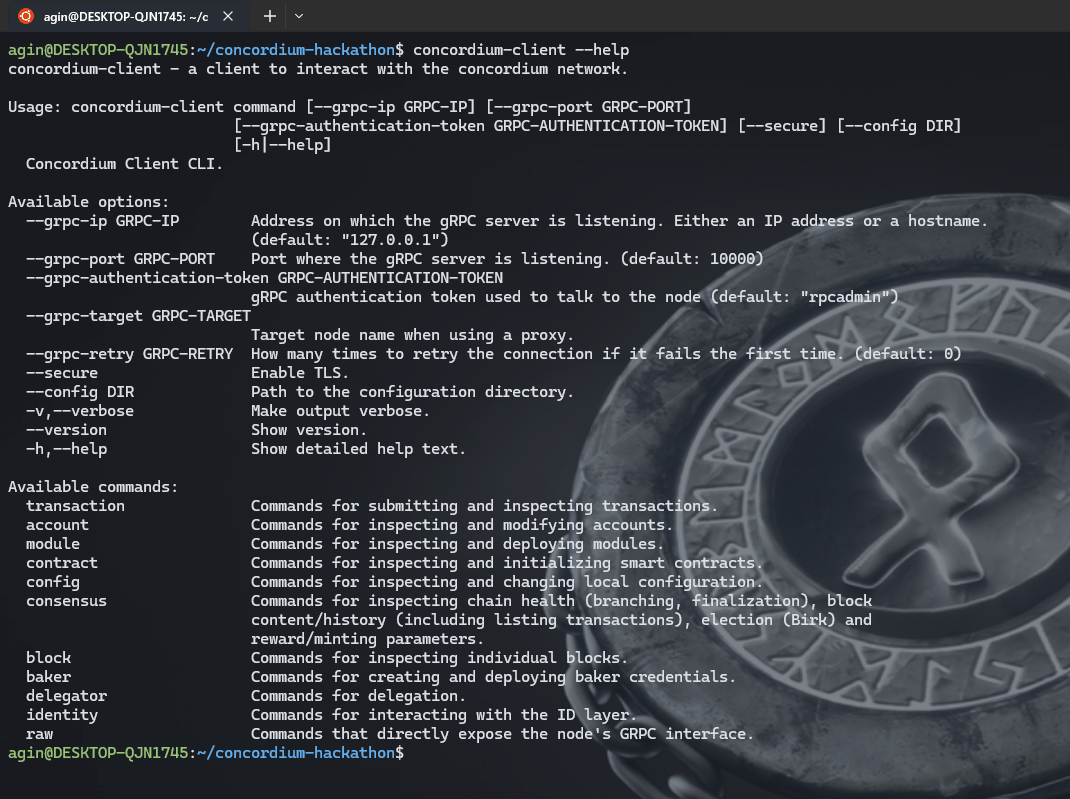 agin@DESKTOP-QJN1745: ~/c
agin@DESKTOP-QJN1745:~/concordium-hackathon$ concordium-client --help
concordium-client - a client to interact with the concordium network.
Usage: concordium-client command [--grpc-ip GRPC-IP] [--grpc-port GRPC-PORT]
[--grpc-authentication-token GRPC-AUTHENTICATION-TOKEN] [--secure] [--config DIR]
[-h|--help]
Concordium Client CLI.
Available options:
--grpc-ip GRPC-IP Address on which the gRPC server is listening. Either an IP address or a hostname.
(default: "127.0.0.1")
--grpc-port GRPC-PORT Port where the gRPC server is listening. (default: 10000)
--grpc-authentication-token GRPC-AUTHENTICATION-TOKEN
gRPC authentication token used to talk to the node (default: "rpcadmin")
--grpc-target GRPC-TARGET
Target node name when using a proxy.
--grpc-retry GRPC-RETRY How many times to retry the connection if it fails the first time. (default: 0)
--secure Enable TLS.
--config DIR Path to the configuration directory.
-v,--verbose Make output verbose.
--version Show version.
-h,--help Show detailed help text.
Available commands:
transaction Commands for submitting and inspecting transactions.
account Commands for inspecting and modifying accounts.
module Commands for inspecting and deploying modules.
contract Commands for inspecting and initializing smart contracts.
config Commands for inspecting and changing local configuration.
consensus Commands for inspecting chain health (branching, finalization), block
content/history (including listing transactions), election (Birk) and
reward/minting parameters.
block Commands for inspecting individual blocks.
baker Commands for creating and deploying baker credentials.
delegator Commands for delegation.
identity Commands for interacting with the ID layer.
raw Commands that directly expose the node's GRPC interface.
agin@DESKTOP-QJN1745:~/concordium-hackathon$